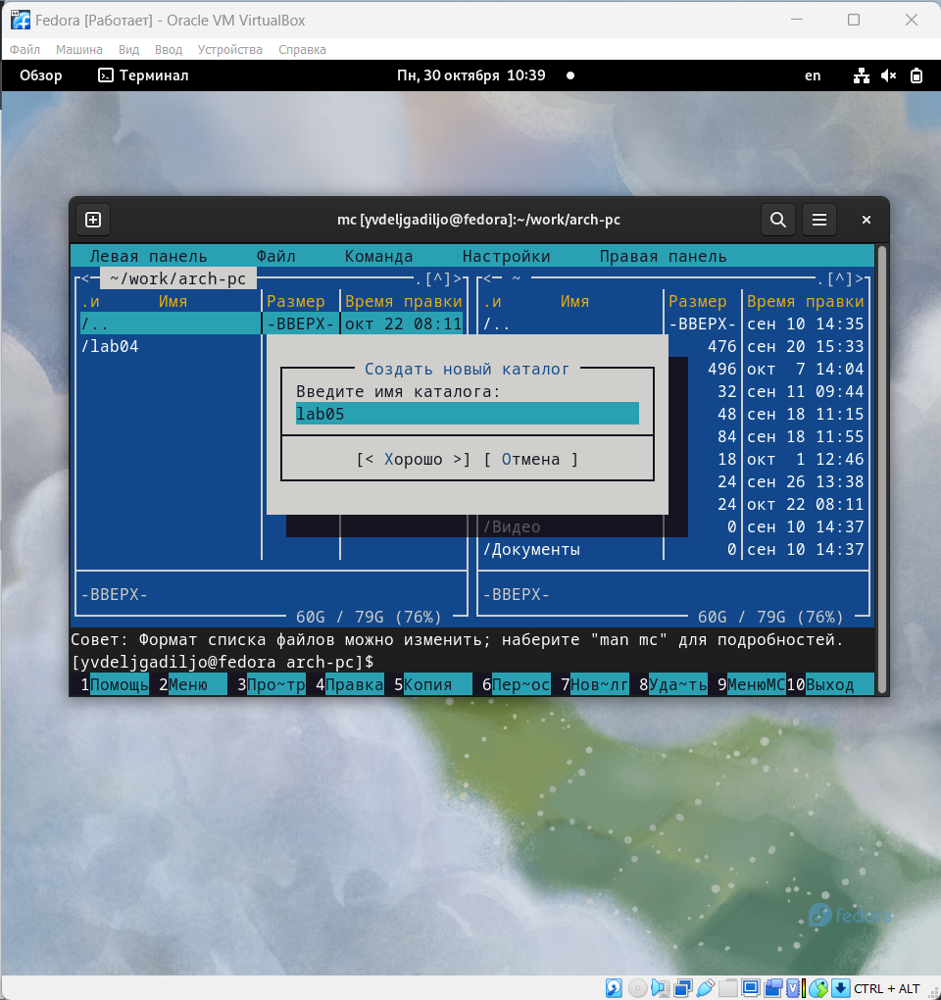 Fedora [Работает] - Oracle VM VirtualBox
Файл Машина Вид Ввод Устройства Справка
Обзор Терминал Пн, 30 октября 10:39 en
mc [yvdeljgadiljo@fedora]:~/work/arch-pc
Левая панель Файл Команда Настройки Правая панель
<─ ~/work/arch-pc ─.[^]> <─ ~ ─.[^]>
.и Имя Размер Время правки .и Имя Размер Время правки
/.. -ВВЕРХ- окт 22 08:11 /.. -ВВЕРХ- сен 10 14:35
/lab04 476 сен 20 15:33
Создать новый каталог 496 окт 7 14:04
Введите имя каталога: 32 сен 11 09:44
lab05 48 сен 18 11:15
84 сен 18 11:55
[< Хорошо >] [ Отмена ] 18 окт 1 12:46
24 сен 26 13:38
24 окт 22 08:11
/Видео 0 сен 10 14:37
/Документы 0 сен 10 14:37
-ВВЕРХ- -ВВЕРХ-
60G / 79G (76%) 60G / 79G (76%)
Совет: Формат списка файлов можно изменить; наберите "man mc" для подробностей.
[yvdeljgadiljo@fedora arch-pc]$
1Помощь 2Меню 3Про~тр 4Правка 5Копия 6Пер~ос 7Нов~лг 8Уда~ть 9МенюMC 10Выход
fedora
CTRL + ALT